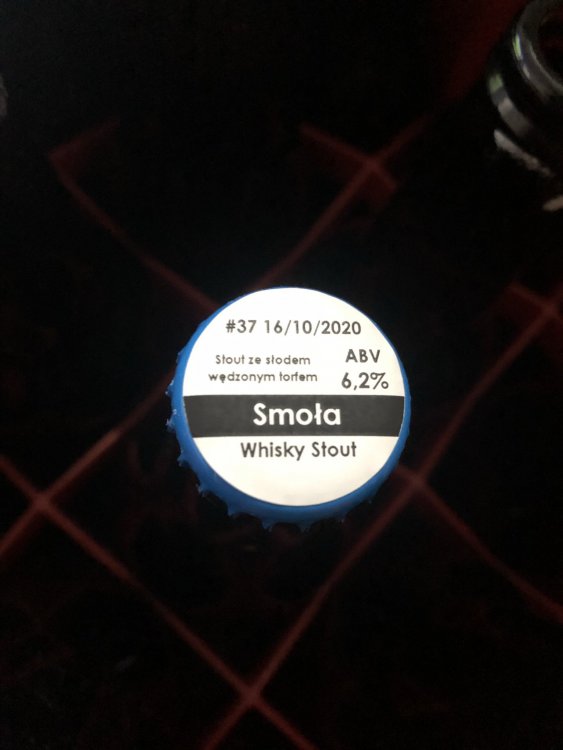 #37 16/10/2020
Stout ze słodem
wędzonym torfem
ABV
6,2%
Smoła
Whisky Stout